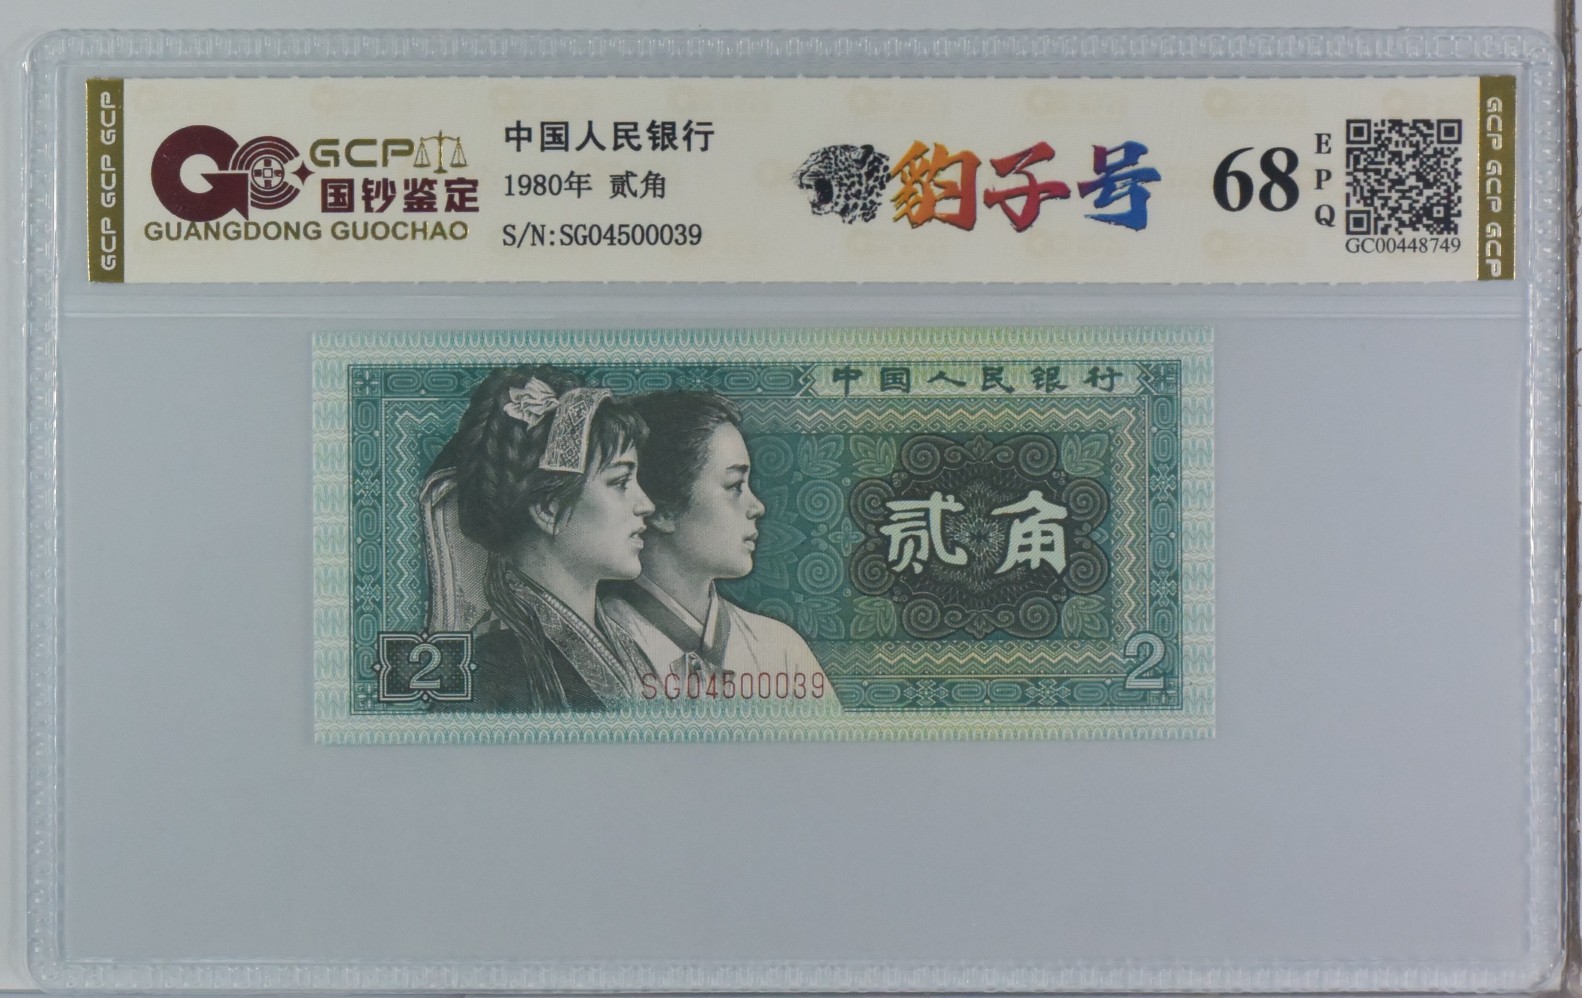 GCP GCP GCP
GCP
国钞鉴定
GUANGDONG GUOCHAO
中国人民银行
1980年 贰角
S/N:SG04500039
豹子号
68
EPQ
GC00448749
GCP GCP GCP
中国人民银行
贰角
2
2
SG04500039